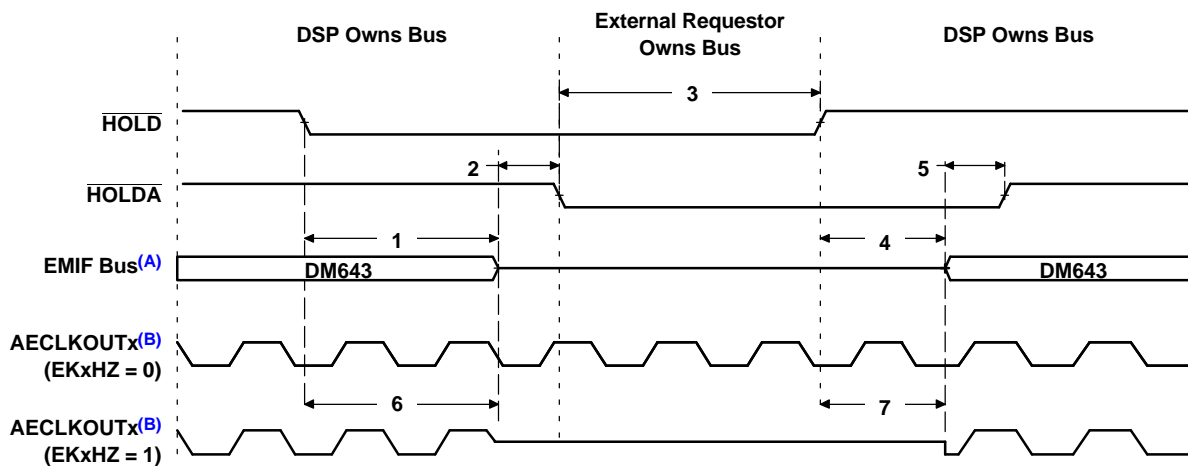 DSP Owns Bus
External Requestor
Owns Bus
DSP Owns Bus
HOLD
3
HOLDA
2
5
1
4
EMIF Bus(A)
DM643
DM643
AECLKOUTx(B)
(EKxHZ = 0)
6
7
AECLKOUTx(B)
(EKxHZ = 1)